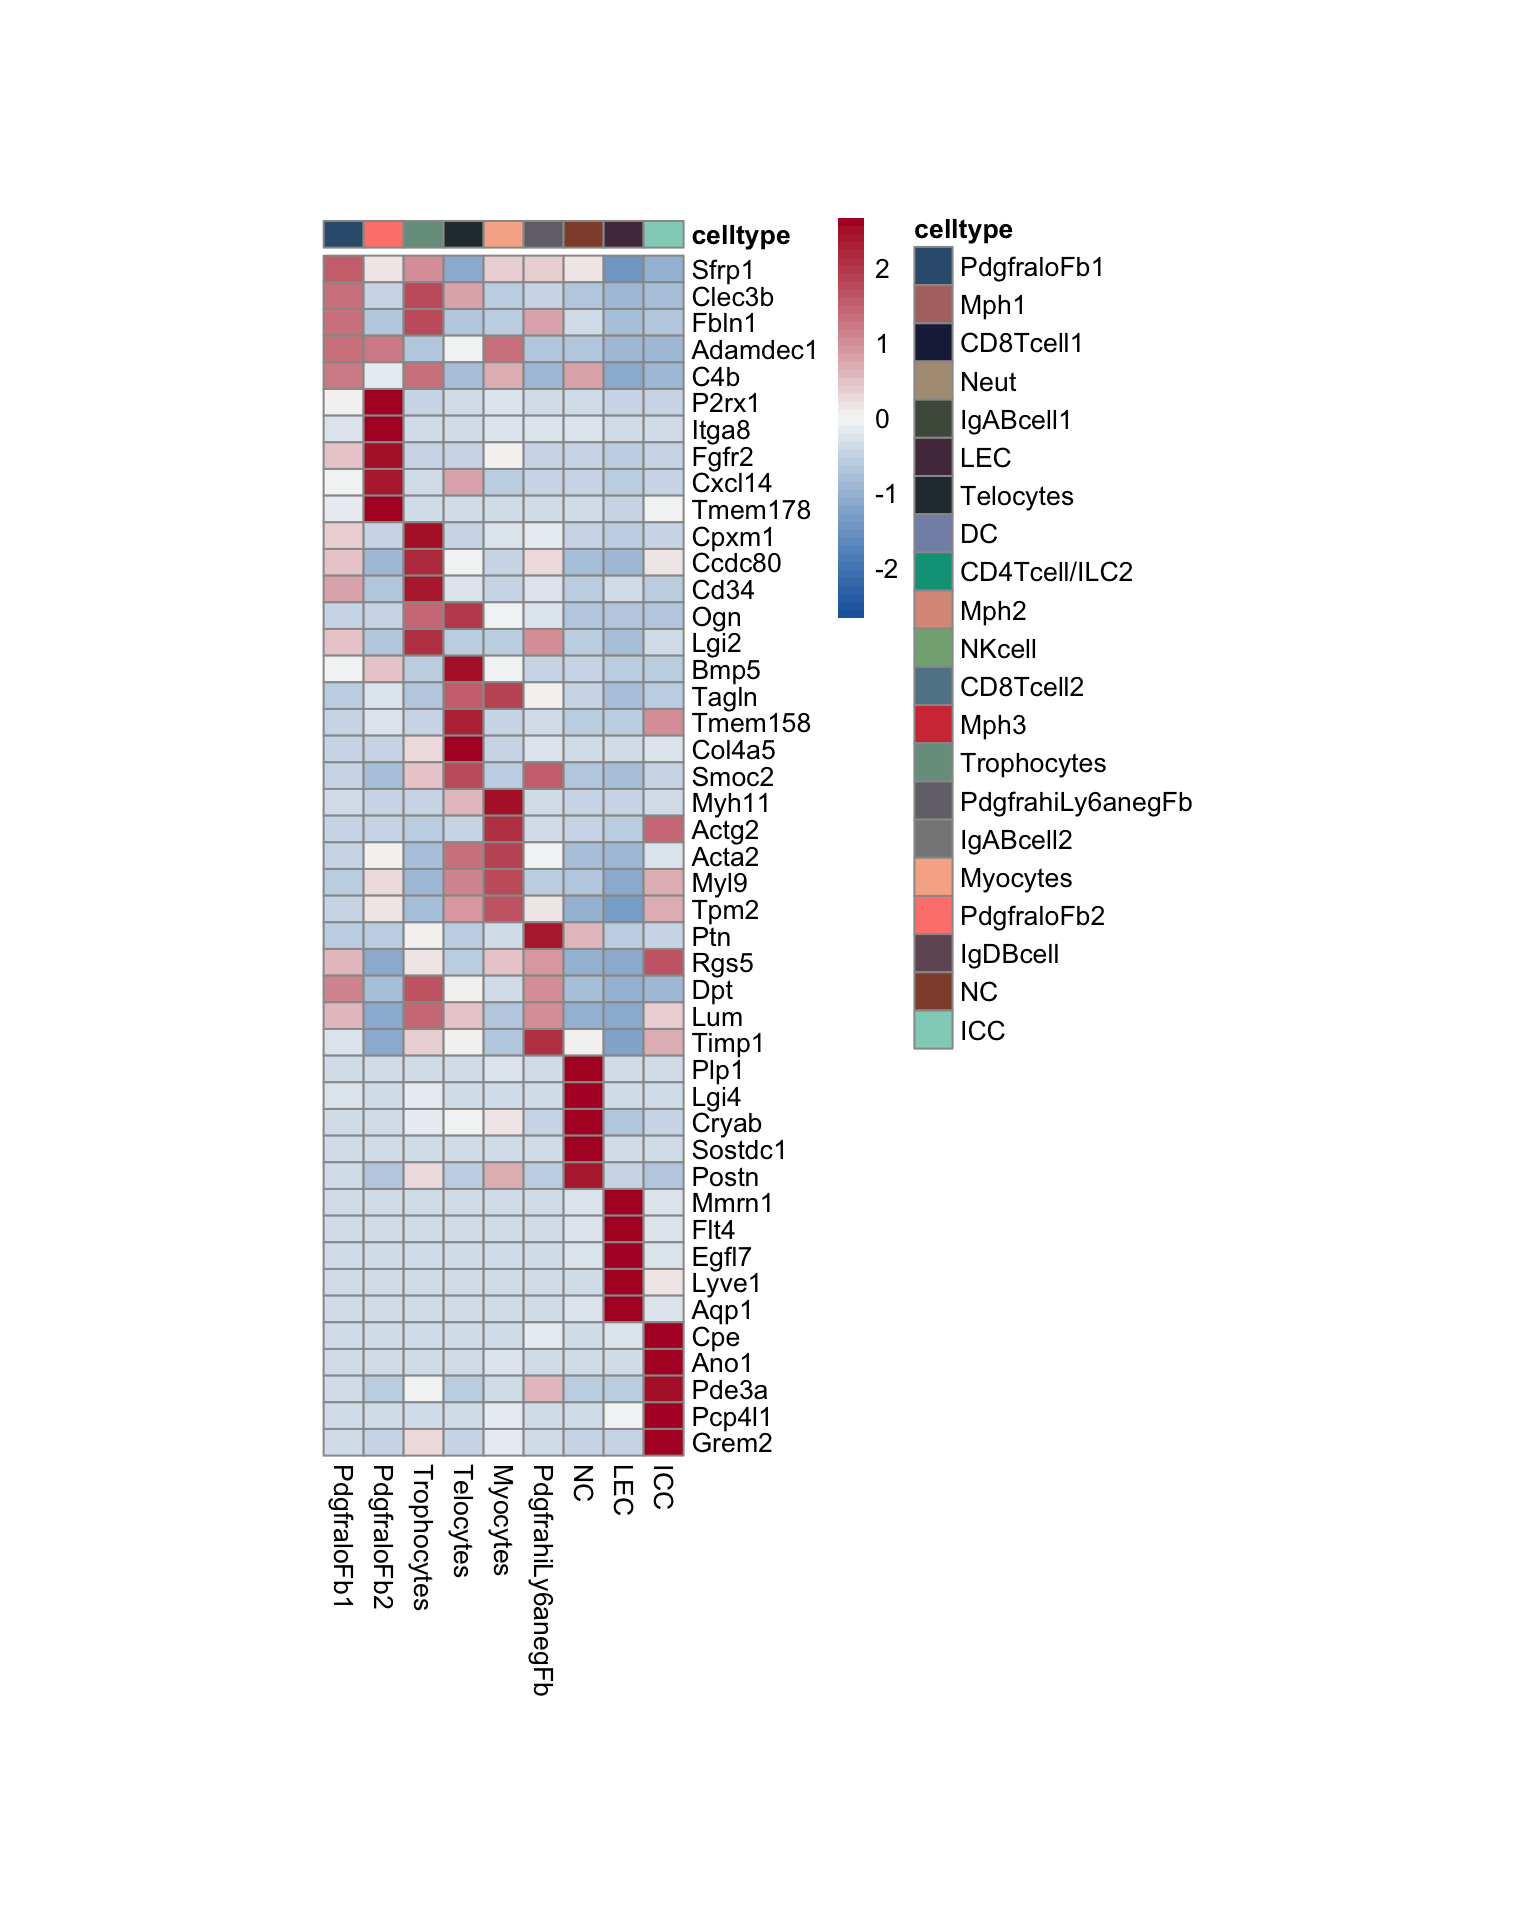 celltype
Sfrp1
Clec3b
Fbln1
Adamdec1
C4b
P2rx1
Itga8
Fgfr2
Cxcl14
Tmem178
Cpxm1
Ccdc80
Cd34
Ogn
Lgi2
Bmp5
Tagln
Tmem158
Col4a5
Smoc2
Myh11
Actg2
Acta2
Myl9
Tpm2
Ptn
Rgs5
Dpt
Lum
Timp1
Plp1
Lgi4
Cryab
Sostdc1
Postn
Mmrn1
Flt4
Egfl7
Lyve1
Aqp1
Cpe
Ano1
Pde3a
Pcp4l1
Grem2
PdgfraloFb1
PdgfraloFb2
Trophocytes
Telocytes
Myocytes
PdgfrahiLy6anegFb
NC
LEC
ICC
2
1
0
-1
-2
celltype
PdgfraloFb1
Mph1
CD8Tcell1
Neut
IgABcell1
LEC
Telocytes
DC
CD4Tcell/ILC2
Mph2
NKcell
CD8Tcell2
Mph3
Trophocytes
PdgfrahiLy6anegFb
IgABcell2
Myocytes
PdgfraloFb2
IgDBcell
NC
ICC